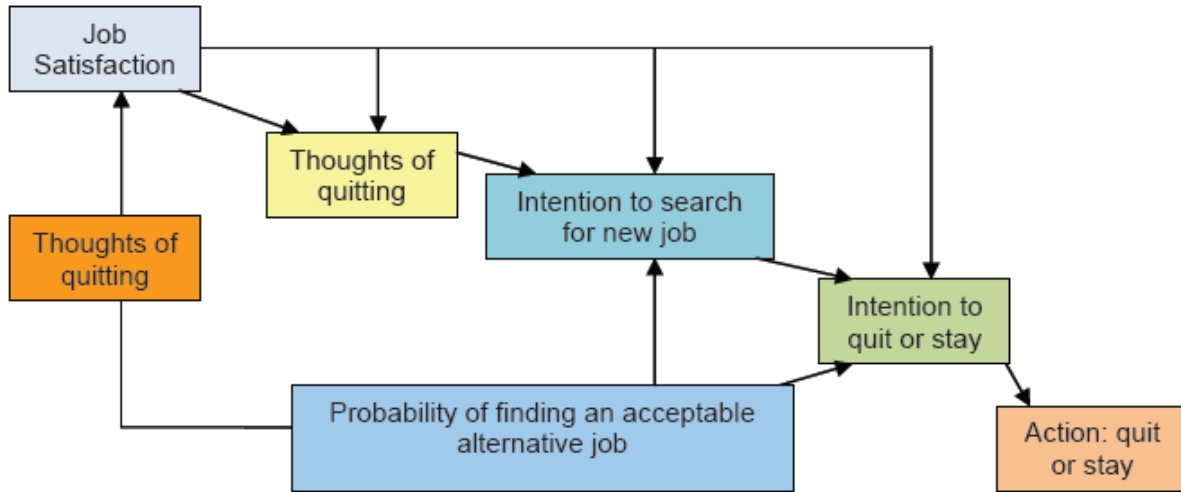 Job
Satisfaction
Thoughts of
quitting
Intention to search
for new job
Thoughts of
quitting
Intention to
quit or stay
Probability of finding an acceptable
alternative job
Action: quit
or stay